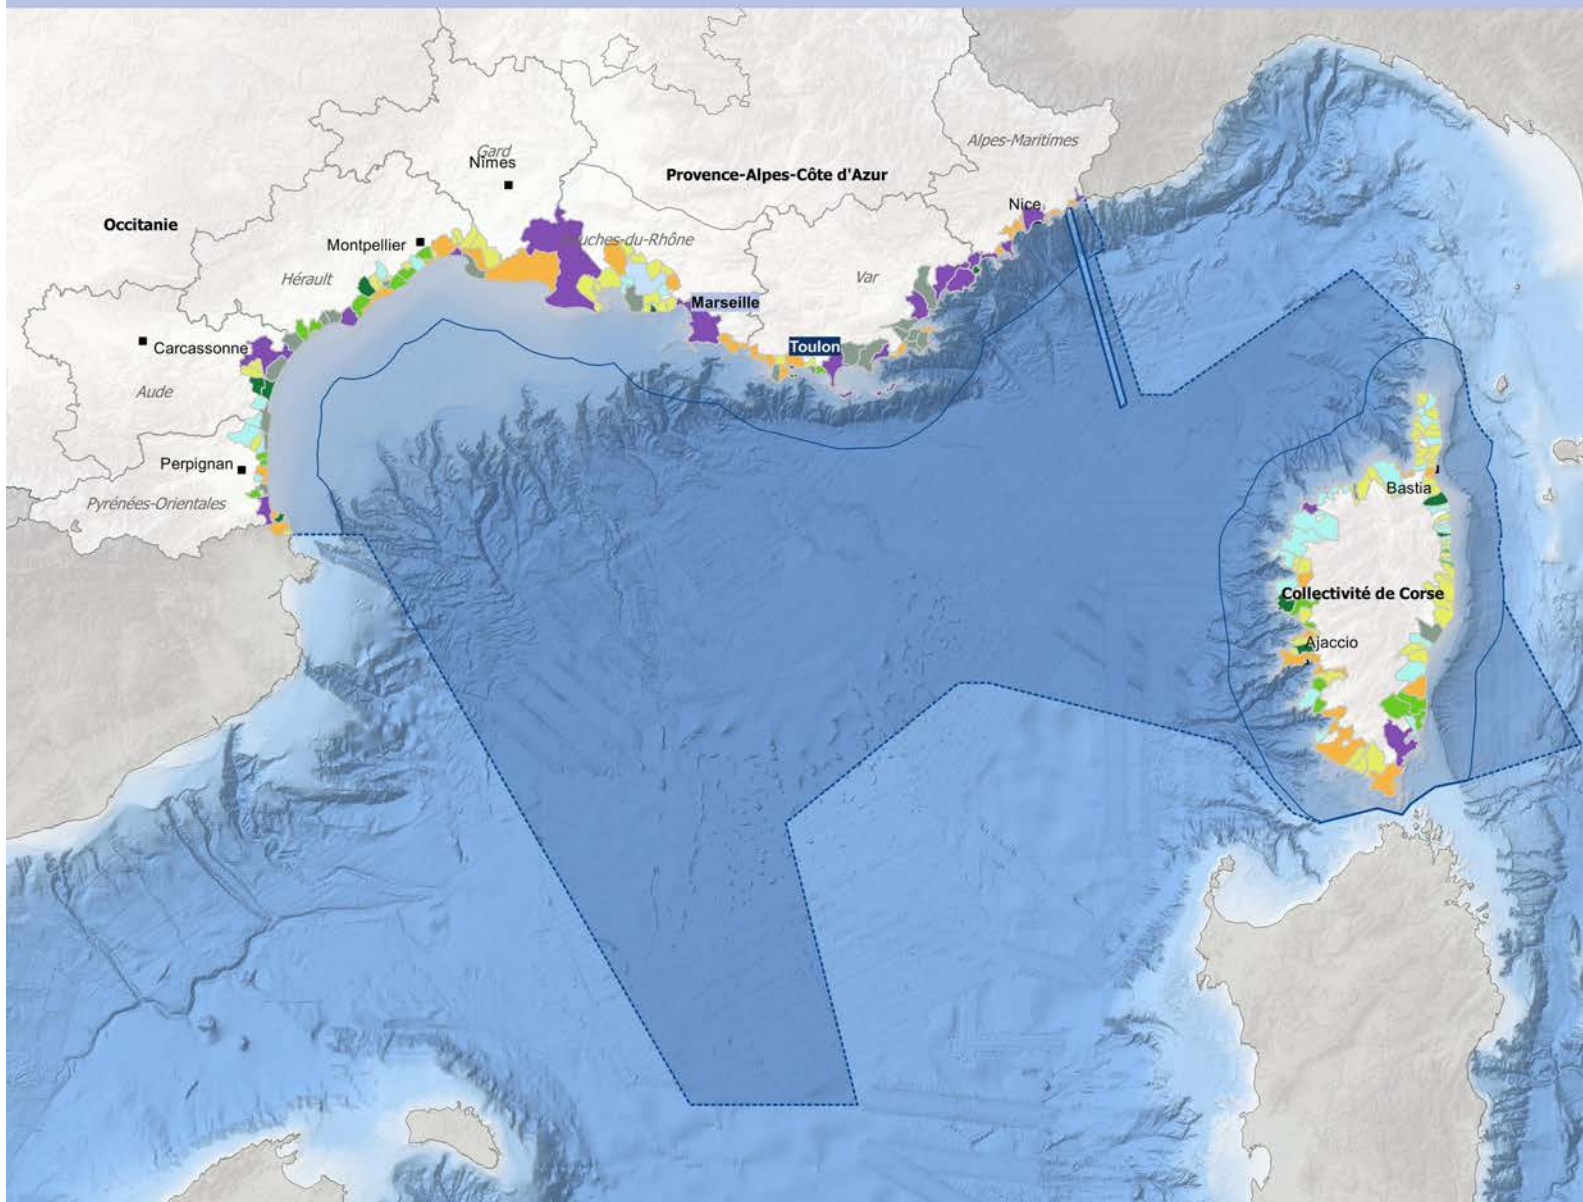 Alpes-Maritimes
Gard
Nîmes
Provence-Alpes-Côte d'Azur
Nice
Occitanie
Montpellier
Bouches-du-Rhône
Hérault
Var
Marseille
Carcassonne
Toulon
Aude
Perpignan
Pyrénées-Orientales
Bastia
Collectivité de Corse
Ajaccio